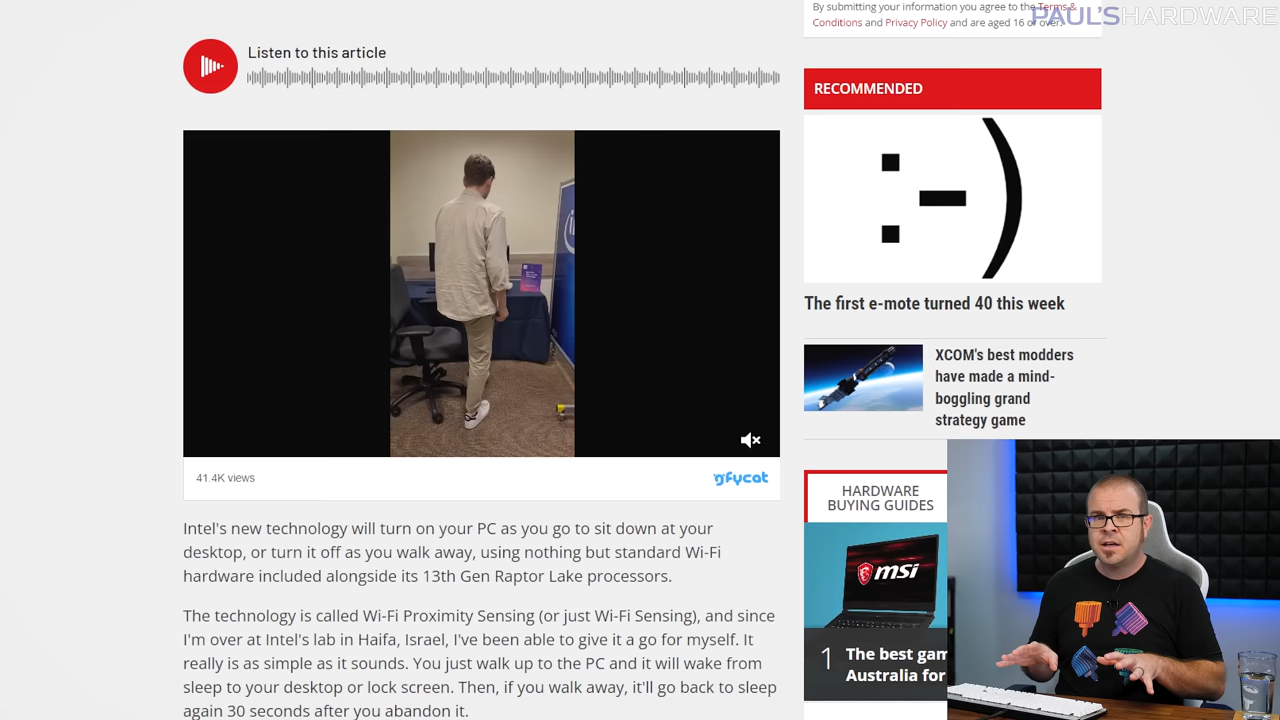 By submitting your information you agree to the Terms &
Conditions and Privacy Policy and are aged 16 or over.
PAUL'SHARDWARE
Listen to this article
RECOMMENDED
:-)
The first e-mote turned 40 this week
XCOM's best modders
have made a mind-
boggling grand
strategy game
41.4K views
gfycat
HARDWARE
BUYING GUIDES
msi
1 The best gam
Australia for
Intel's new technology will turn on your PC as you go to sit down at your
desktop, or turn it off as you walk away, using nothing but standard Wi-Fi
hardware included alongside its 13th Gen Raptor Lake processors.
The technology is called Wi-Fi Proximity Sensing (or just Wi-Fi Sensing), and since
I'm over at Intel's lab in Haifa, Israel, I've been able to give it a go for myself. It
really is as simple as it sounds. You just walk up to the PC and it will wake from
sleep to your desktop or lock screen. Then, if you walk away, it'll go back to sleep
again 30 seconds after you abandon it.